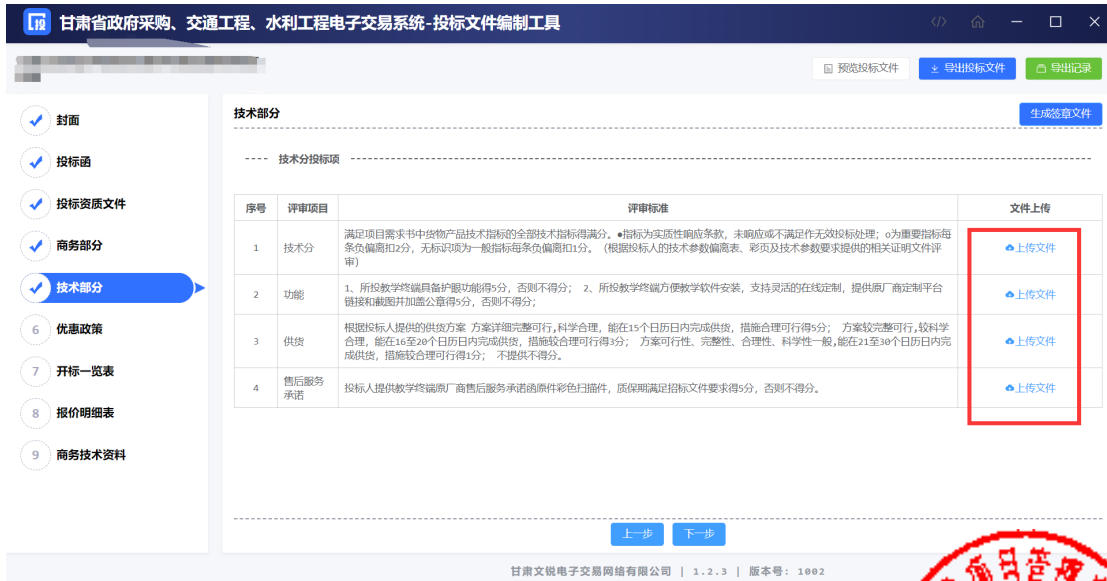 投 甘肃省政府采购、交通工程、水利工程电子交易系统-投标文件编制工具
预览投标文件 导出投标文件 导出记录
封面
投标函
投标资质文件
商务部分
技术部分
6 优惠政策
7 开标一览表
8 报价明细表
9 商务技术资料
技术部分 生成签章文件
---- 技术分投标项
序号 评审项目 评审标准 文件上传
1 技术分 满足项目需求书中货物产品技术指标的全部技术指标得满分。●指标为实质性响应条款，未响应或不满足作无效投标处理；o为重要指标每
条负偏离扣2分，无标识项为一般指标每条负偏离扣1分。（根据投标人的技术参数偏离表、彩页及技术参数要求提供的相关证明文件评
审） 上传文件
2 功能 1、所投教学终端具备护眼功能得5分，否则不得分； 2、所投教学终端方便教学软件安装，支持灵活的在线定制，提供原厂商定制平台
链接和截图并加盖公章得5分，否则不得分； 上传文件
3 供货 根据投标人提供的供货方案 方案详细完整可行,科学合理，能在15个日历日内完成供货，措施合理可行得5分； 方案较完整可行,较科学
合理，能在16至20个日历日内完成供货，措施较合理可行得3分； 方案可行性、完整性、合理性、科学性一般,能在21至30个日历日内完
成供货，措施较合理可行得1分； 不提供不得分。 上传文件
4 售后服务
承诺 投标人提供教学终端原厂商售后服务承诺函原件彩色扫描件，质保期满足招标文件要求得5分，否则不得分。 上传文件
上一步 下一步
甘肃文锐电子交易网络有限公司 | 1.2.3 | 版本号: 1002